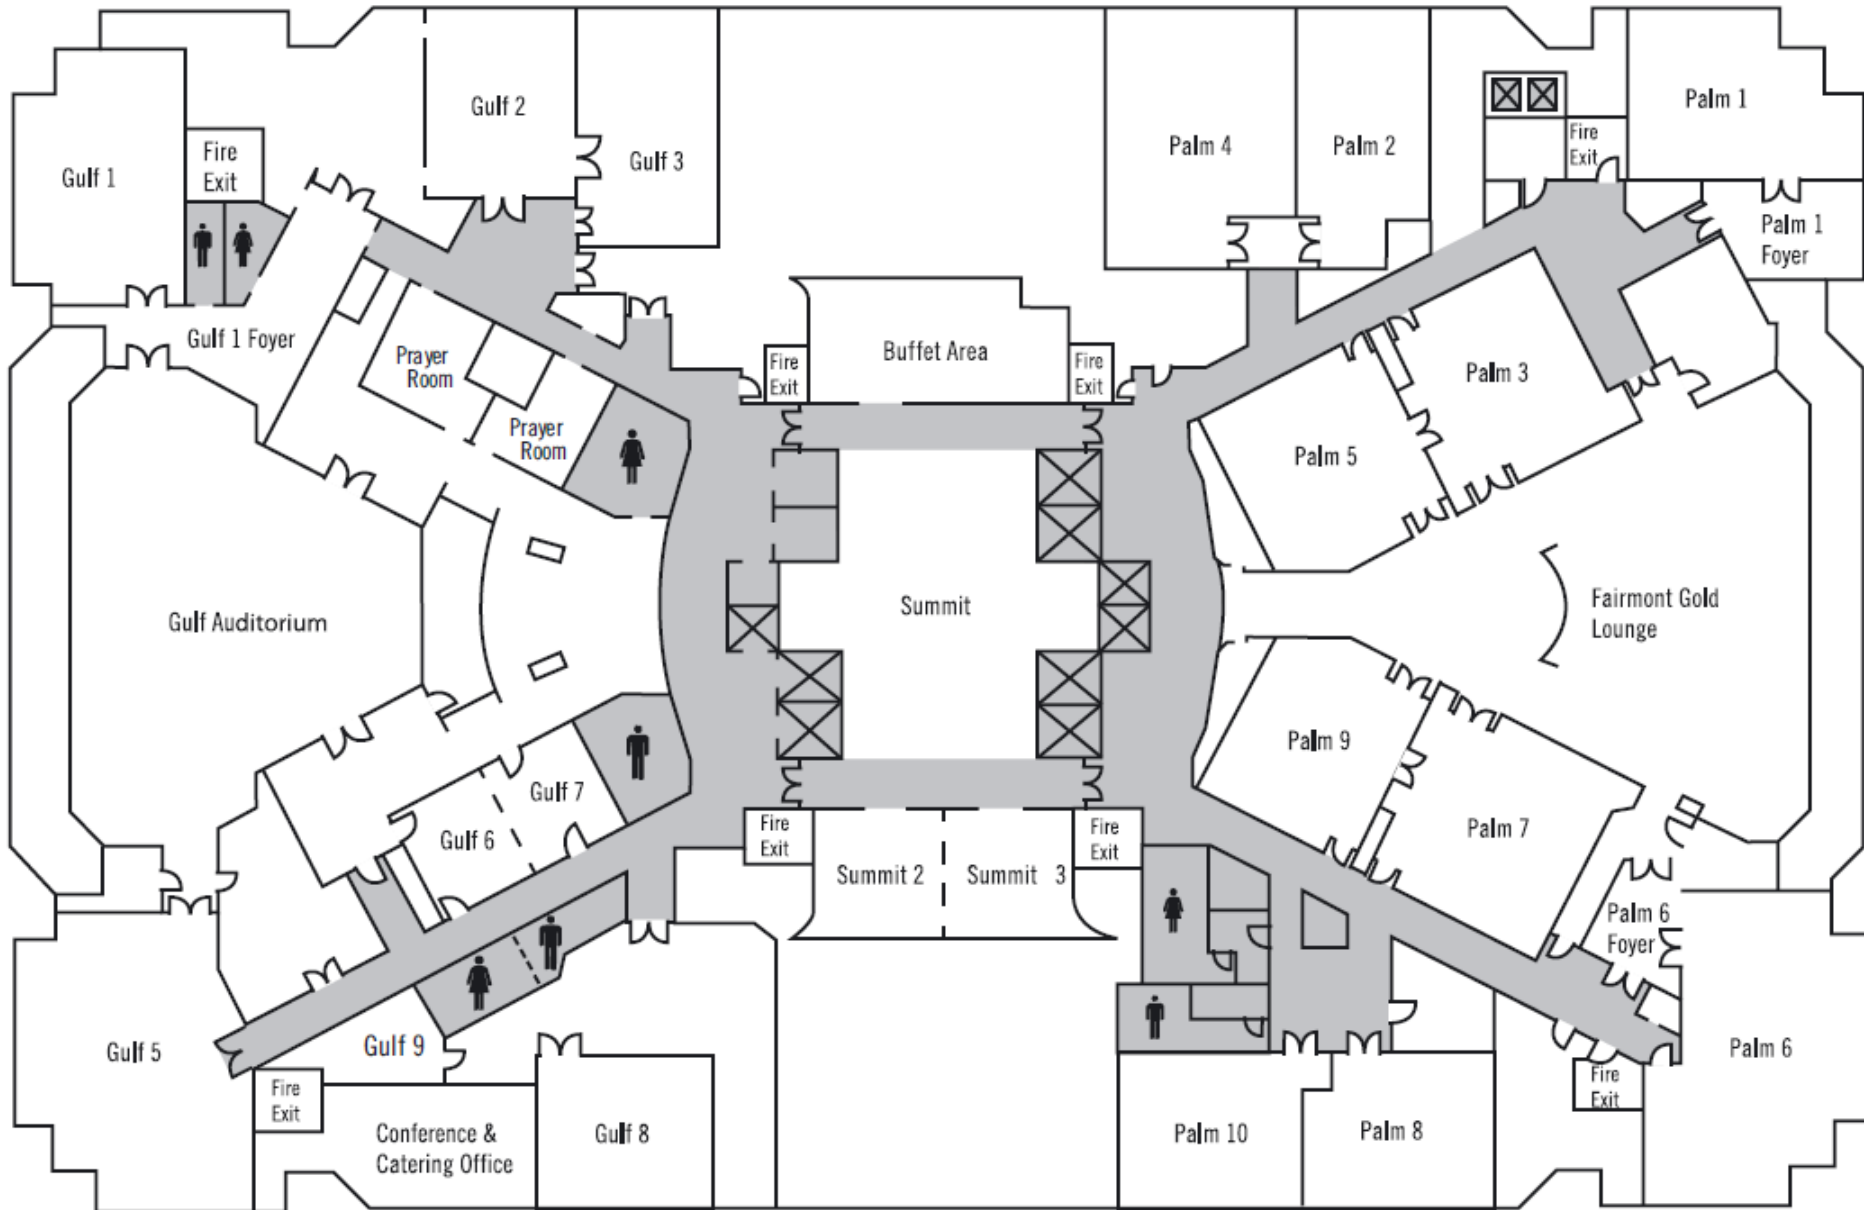 Gulf 1
Fire
Exit
Gulf 2
Gulf 3
Palm 4
Palm 2
Fire
Exit
Palm 1
Palm 1
Foyer
Gulf 1 Foyer
Prayer
Room
Prayer
Room
Fire
Exit
Buffet Area
Fire
Exit
Palm 5
Palm 3
Gulf Auditorium
Summit
Fairmont Gold
Lounge
Gulf 6
Gulf 7
Fire
Exit
Summit 2
Summit 3
Fire
Exit
Palm 9
Palm 7
Palm 6
Foyer
Gulf 5
Gulf 9
Fire
Exit
Conference &
Catering Office
Gulf 8
Palm 10
Palm 8
Fire
Exit
Palm 6